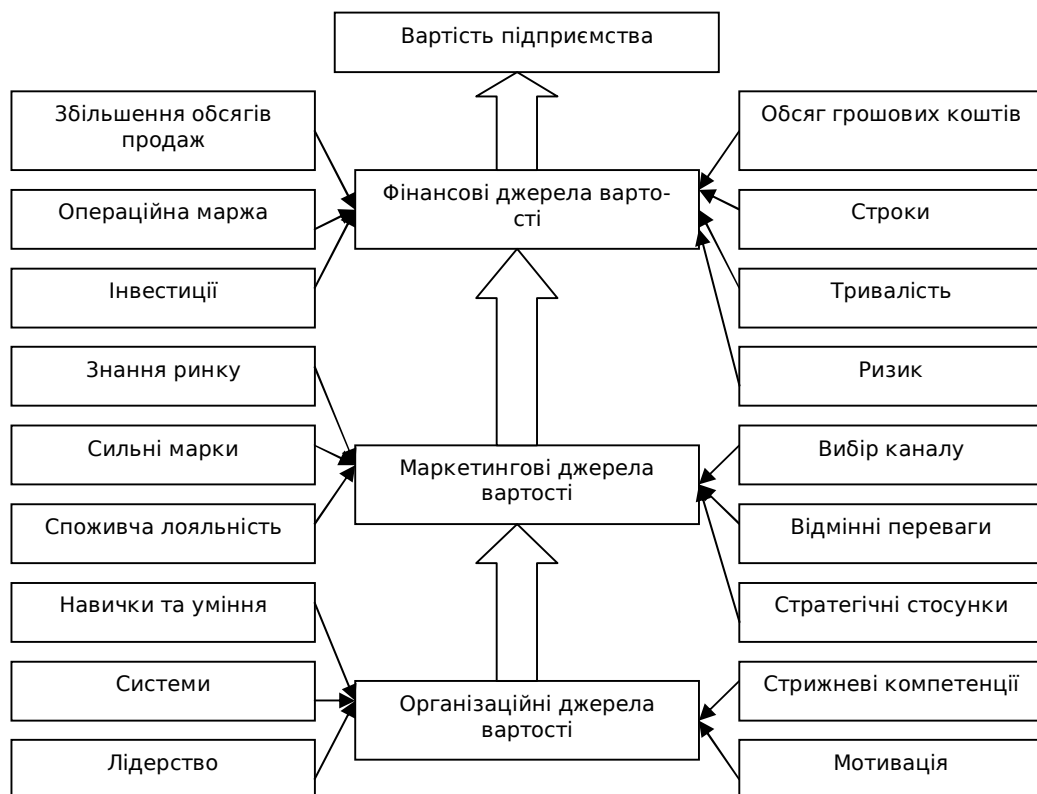 Вартість підприємства
Збільшення обсягів
продаж
Обсяг грошових коштів
Фінансові джерела варто-
сті
Операційна маржа
Строки
Інвестиції
Тривалість
Знання ринку
Ризик
Сильні марки
Маркетингові джерела
вартості
Вибір каналу
Споживча лояльність
Відмінні переваги
Навички та уміння
Стратегічні стосунки
Системи
Організаційні джерела
вартості
Стрижневі компетенції
Лідерство
Мотивація